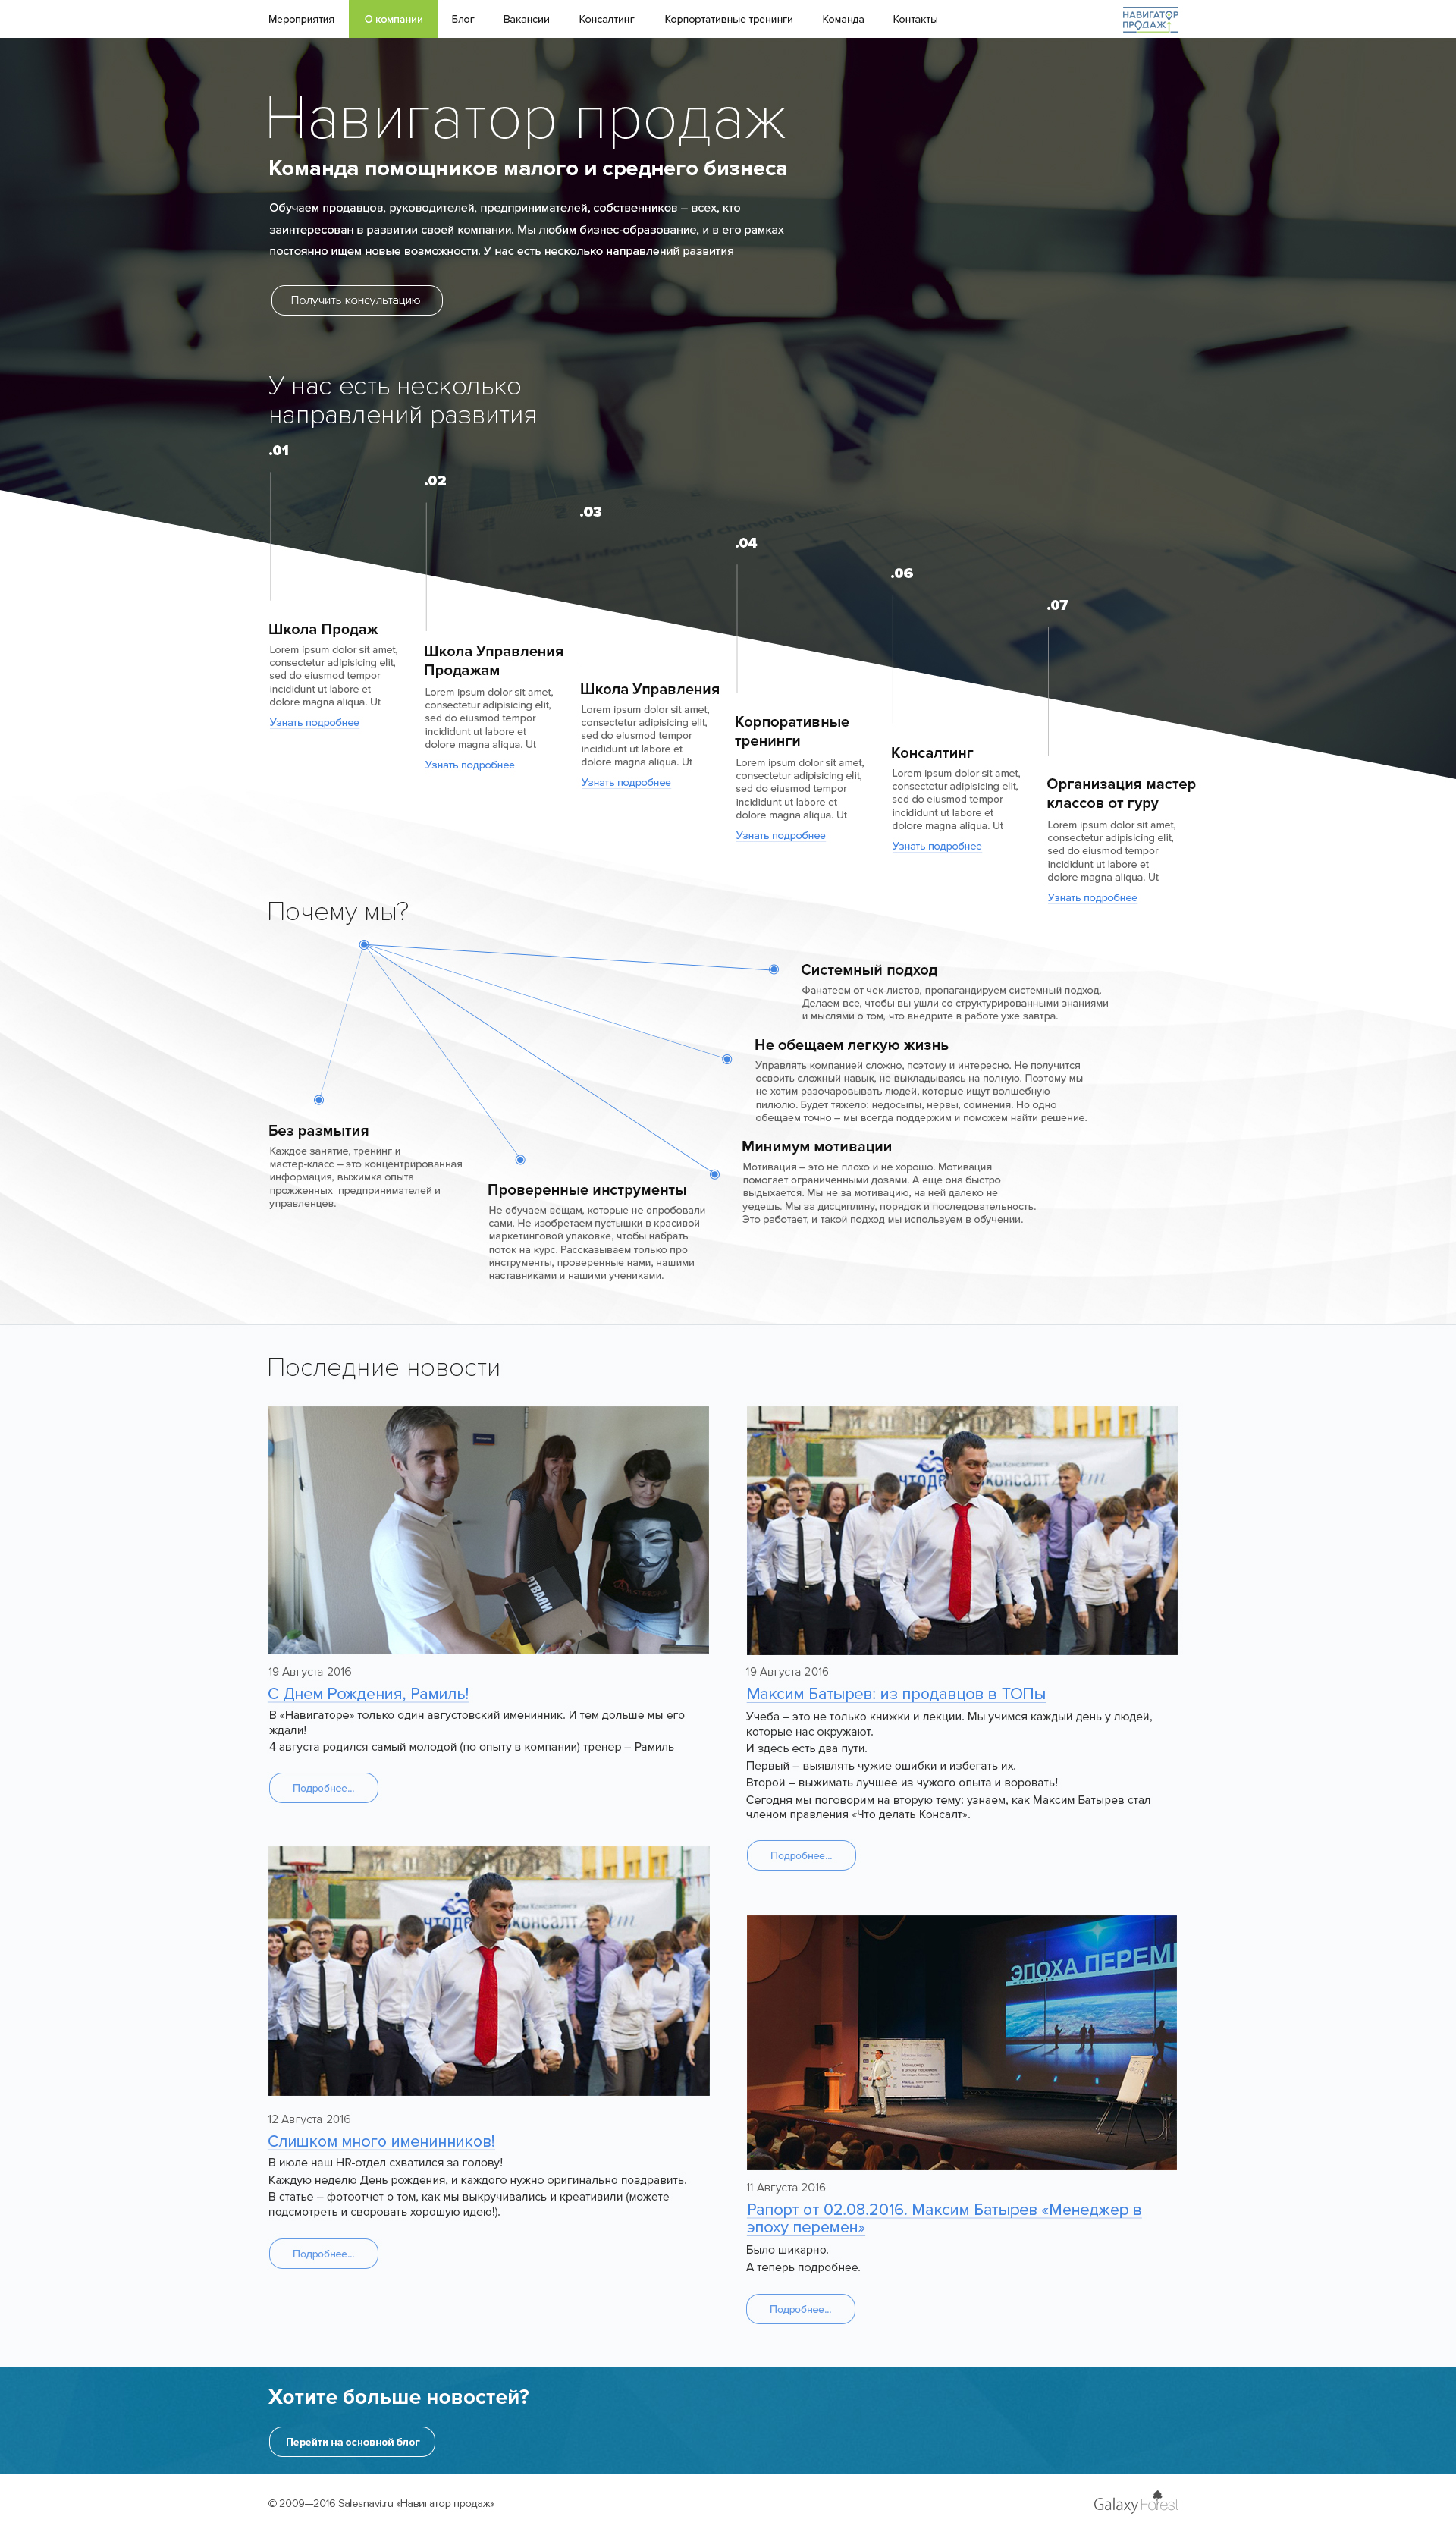 Мероприятия
О компании
Блог
Вакансии
Консалтинг
Корпортативные тренинги
Команда
Контакты
НАВИГАТОР
ПРОДАЖ
Навигатор продаж
Команда помощников малого и среднего бизнеса
Обучаем продавцов, руководителей, предпринимателей, собственников – всех, кто
заинтересован в развитии своей компании. Мы любим бизнес-образование, и в его рамках
постоянно ищем новые возможности. У нас есть несколько направлений развития
Получить консультацию
У нас есть несколько
направлений развития
.01
Школа Продаж
Lorem ipsum dolor sit amet,
consectetur adipisicing elit,
sed do eiusmod tempor
incididunt ut labore et
dolore magna aliqua. Ut
Узнать подробнее
.02
Школа Управления
Продажам
Lorem ipsum dolor sit amet,
consectetur adipisicing elit,
sed do eiusmod tempor
incididunt ut labore et
dolore magna aliqua. Ut
Узнать подробнее
.03
Школа Управления
Lorem ipsum dolor sit amet,
consectetur adipisicing elit,
sed do eiusmod tempor
incididunt ut labore et
dolore magna aliqua. Ut
Узнать подробнее
.04
Корпоративные
тренинги
Lorem ipsum dolor sit amet,
consectetur adipisicing elit,
sed do eiusmod tempor
incididunt ut labore et
dolore magna aliqua. Ut
Узнать подробнее
.06
Консалтинг
Lorem ipsum dolor sit amet,
consectetur adipisicing elit,
sed do eiusmod tempor
incididunt ut labore et
dolore magna aliqua. Ut
Узнать подробнее
.07
Организация мастер
классов от гуру
Lorem ipsum dolor sit amet,
consectetur adipisicing elit,
sed do eiusmod tempor
incididunt ut labore et
dolore magna aliqua. Ut
Узнать подробнее
Почему мы?
Системный подход
Фанатеем от чек-листов, пропагандируем системный подход.
Делаем все, чтобы вы ушли со структурированными знаниями
и мыслями о том, что внедрите в работе уже завтра.
Не обещаем легкую жизнь
Управлять компанией сложно, поэтому и интересно. Не получится
освоить сложный навык, не выкладываясь на полную. Поэтому мы
не хотим разочаровывать людей, которые ищут волшебную
пилюлю. Будет тяжело: недосыпы, нервы, сомнения. Но одно
обещаем точно – мы всегда поддержим и поможем найти решение.
Минимум мотивации
Мотивация – это не плохо и не хорошо. Мотивация
помогает ограниченными дозами. А еще она быстро
выдыхается. Мы не за мотивацию, на ней далеко не
уедешь. Мы за дисциплину, порядок и последовательность.
Это работает, и такой подход мы используем в обучении.
Без размытия
Каждое занятие, тренинг и
мастер-класс – это концентрированная
информация, выжимка опыта
прожженных предпринимателей и
управленцев.
Проверенные инструменты
Не обучаем вещам, которые не опробовали
сами. Не изобретаем пустышки в красивой
маркетинговой упаковке, чтобы набрать
поток на курс. Рассказываем только про
инструменты, проверенные нами, нашими
наставниками и нашими учениками.
Последние новости
19 Августа 2016
С Днем Рождения, Рамиль!
В «Навигаторе» только один августовский именинник. И тем дольше мы его
ждали!
4 августа родился самый молодой (по опыту в компании) тренер – Рамиль
Подробнее...
19 Августа 2016
Максим Батырев: из продавцов в ТОПы
Учеба – это не только книжки и лекции. Мы учимся каждый день у людей,
которые нас окружают.
И здесь есть два пути.
Первый – выявлять чужие ошибки и избегать их.
Второй – выжимать лучшее из чужого опыта и воровать!
Сегодня мы поговорим на вторую тему: узнаем, как Максим Батырев стал
членом правления «Что делать Консалт».
Подробнее...
12 Августа 2016
Слишком много именинников!
В июле наш HR-отдел схватился за голову!
Каждую неделю День рождения, и каждого нужно оригинально поздравить.
В статье – фотоотчет о том, как мы выкручивались и креативили (можете
подсмотреть и своровать хорошую идею!).
Подробнее...
ЭПОХА ПЕРЕМЕ
11 Августа 2016
Рапорт от 02.08.2016. Максим Батырев «Менеджер в
эпоху перемен»
Было шикарно.
А теперь подробнее.
Подробнее...
Хотите больше новостей?
Перейти на основной блог
© 2009—2016 Salesnavi.ru «Навигатор продаж»
Galaxy Forest